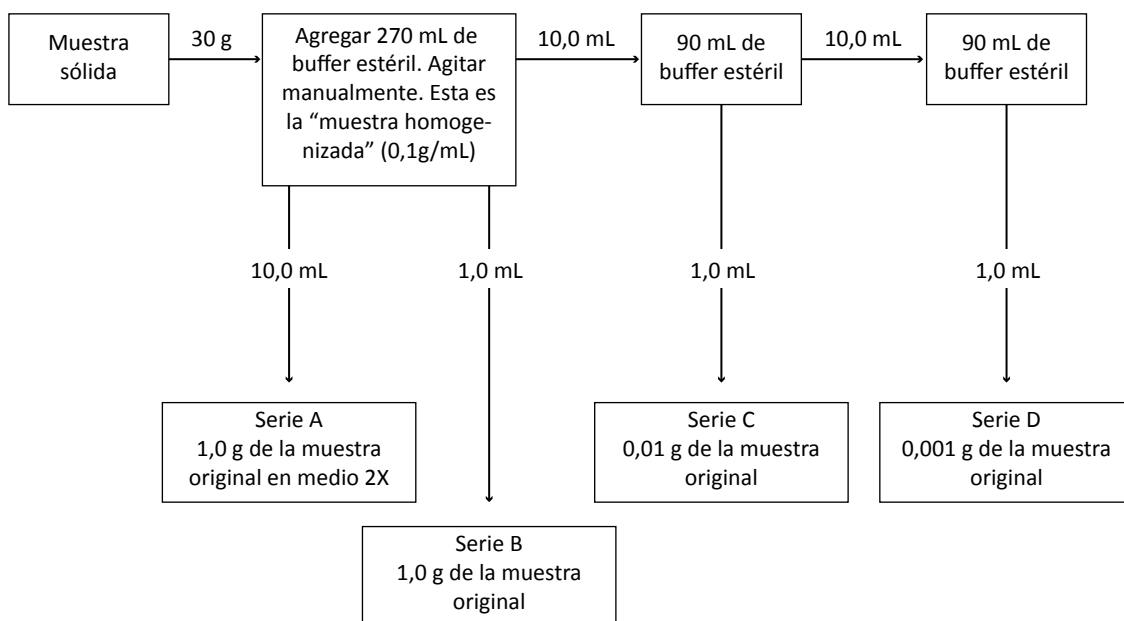 Muestra
sólida
30 g
Agregar 270 mL de
buffer estéril. Agitar
manualmente. Esta es
la “muestra homoge-
nizada” (0,1g/mL)
10,0 mL
90 mL de
buffer estéril
10,0 mL
90 mL de
buffer estéril
10,0 mL
1,0 mL
1,0 mL
1,0 mL
Serie A
1,0 g de la muestra
original en medio 2X
Serie B
1,0 g de la muestra
original
Serie C
0,01 g de la muestra
original
Serie D
0,001 g de la muestra
original